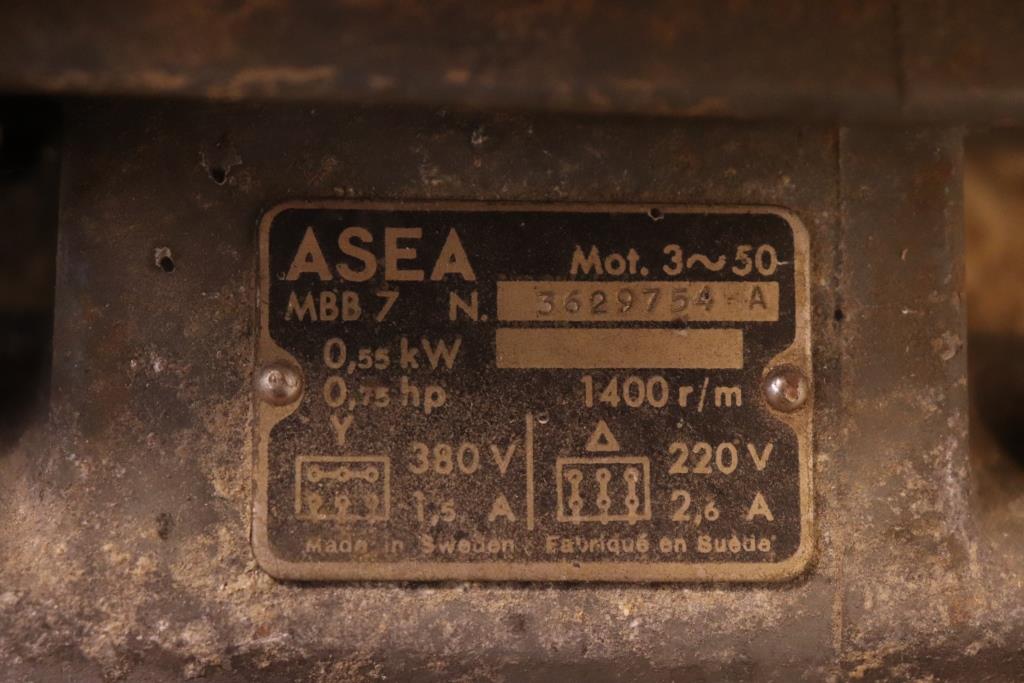 ASEA Mot. 3~50
MBB 7 N. 3629754-A
0,55 kW
0,75 hp 1400 r/m
Y Δ
380 V 220 V
1,5 A 2,6 A
Made in Sweden Fabriqué en Suède